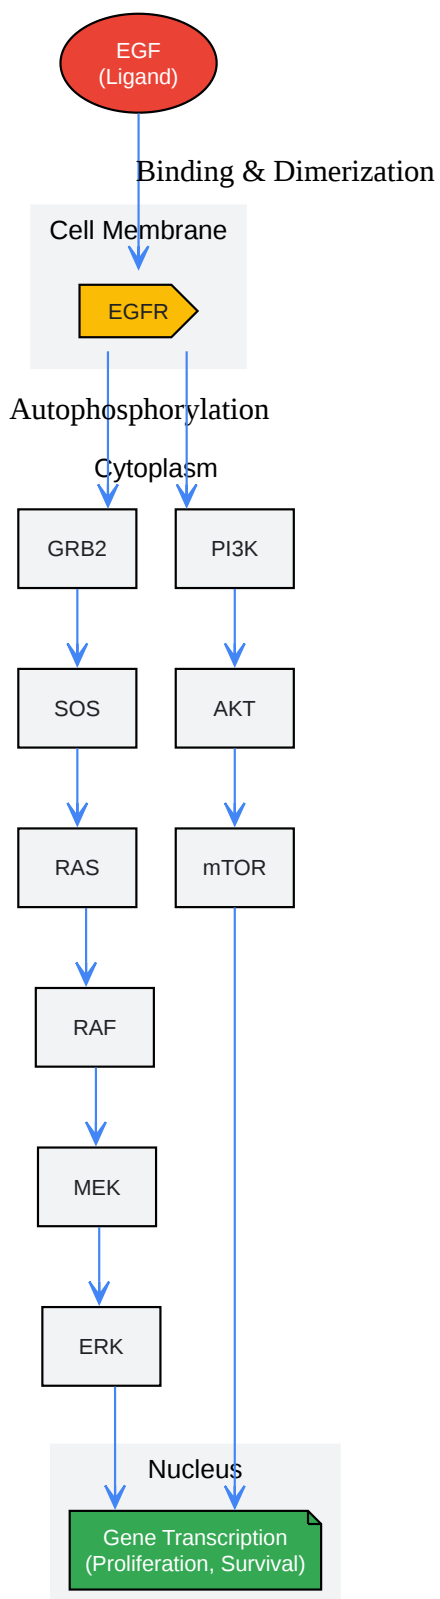 EGF
(Ligand)
Binding & Dimerization
Cell Membrane
EGFR
Autophosphorylation
Cytoplasm
GRB2
PI3K
SOS
AKT
RAS
mTOR
RAF
MEK
ERK
Nucleus
Gene Transcription
(Proliferation, Survival)